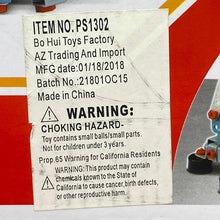 ITEM NO. PS1302
Bo Hui Toys Factory
AZ Trading And Import
MFG date:01/18/2018
Batch No.:21801OC15
Made in China
WARNING:
CHOKING HAZARD-
Toy contains small balls/small parts.
Not for children under 3 years.
Prop.65 Warning for California Residents
WARNING:
This product contains
chemicals known to the State of
California to cause cancer,birth defects,
or other reproductive harm.